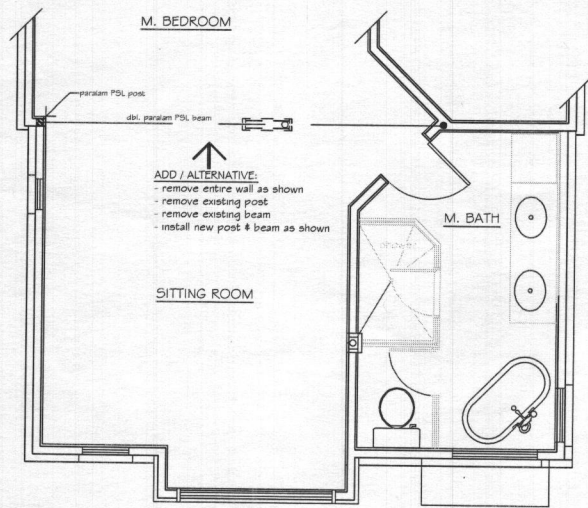 M. BEDROOM
paralam PSL post
dbl. paralam PSL beam
ADD / ALTERNATIVE:
- remove entire wall as shown
- remove existing post
- remove existing beam
- install new post & beam as shown
M. BATH
shower
SITTING ROOM